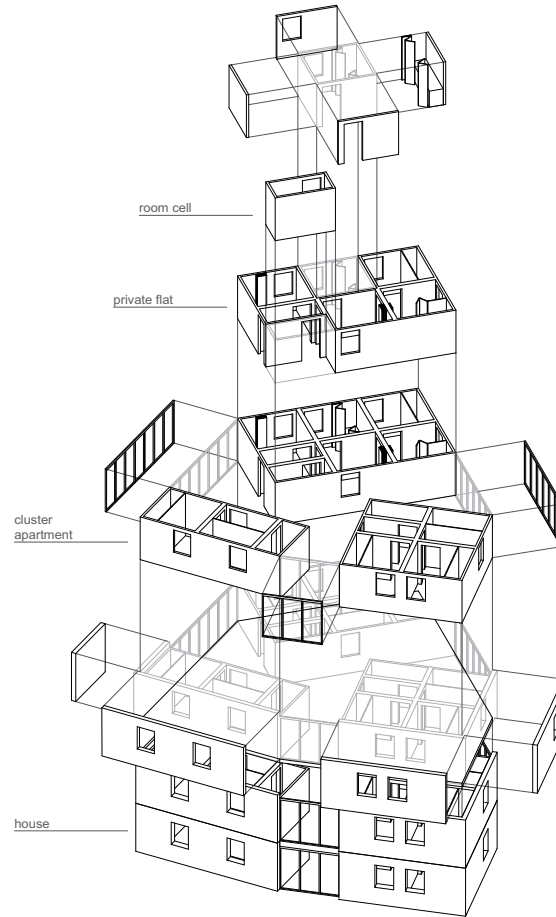 room cell
private flat
cluster
apartment
house